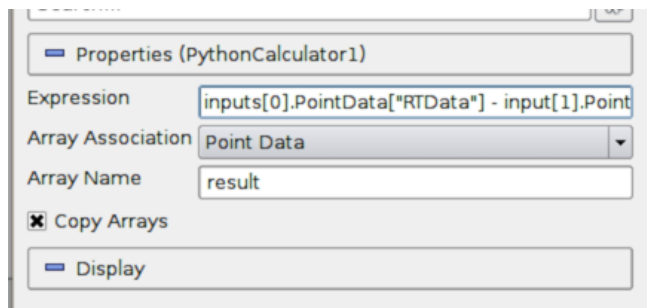 Properties (PythonCalculator1)
Expression inputs[0].PointData["RTData"] - input[1].Point
Array Association Point Data
Array Name result
Copy Arrays
Display